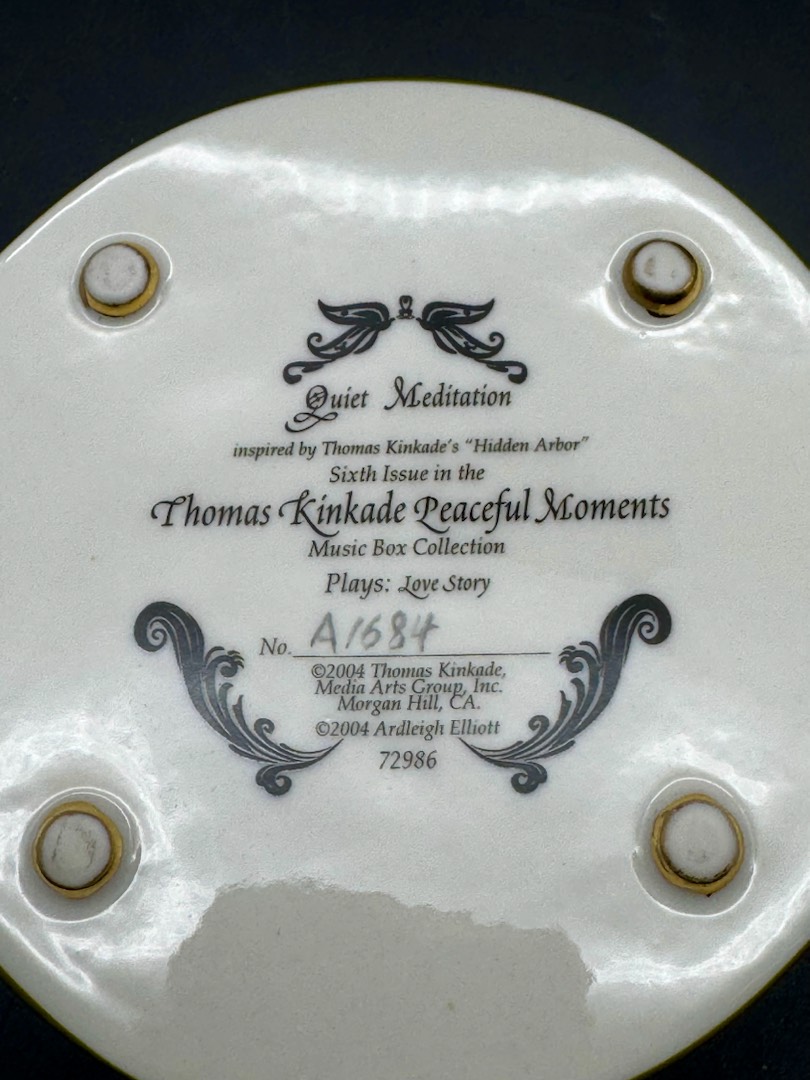 Quiet Meditation
inspired by Thomas Kinkade's "Hidden Arbor"
Sixth Issue in the
Thomas Kinkade Peaceful Moments
Music Box Collection
Plays: Love Story
No. A1684
©2004 Thomas Kinkade,
Media Arts Group, Inc.
Morgan Hill, CA.
©2004 Ardleigh Elliott
72986